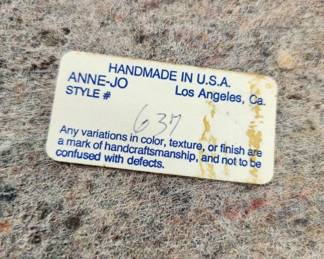 HANDMADE IN U.S.A.
ANNE-JO Los Angeles, Ca.
STYLE #
637
Any variations in color, texture, or finish are
a mark of handcraftsmanship, and not to be
confused with defects.